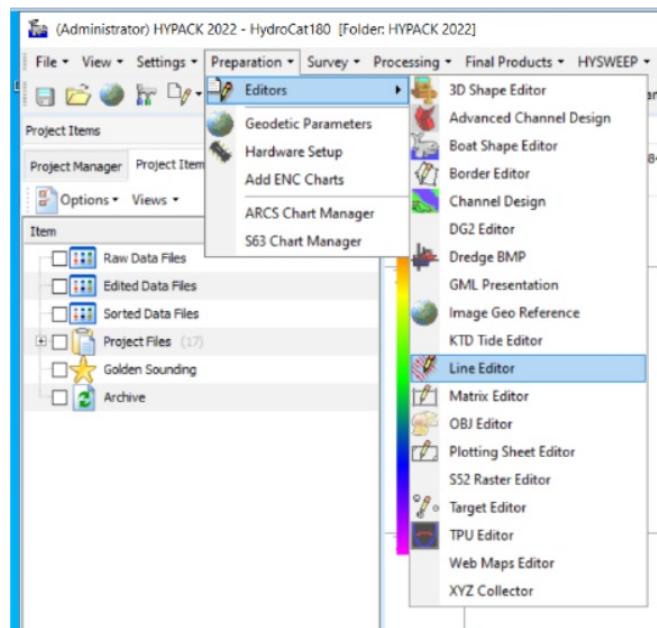 (Administrator) HYPACK 2022 - HydroCat180 [Folder: HYPACK 2022]
File View Settings Preparation Survey Processing Final Products HYSWEEP
Project Items
Project Manager Project Item
Options Views
Item
Raw Data Files
Edited Data Files
Sorted Data Files
Project Files (17)
Golden Sounding
Archive
Editors
Geodetic Parameters
Hardware Setup
Add ENC Charts
ARCS Chart Manager
S63 Chart Manager
3D Shape Editor
Advanced Channel Design
Boat Shape Editor
Border Editor
Channel Design
DG2 Editor
Dredge BMP
GML Presentation
Image Geo Reference
KTD Tide Editor
Line Editor
Matrix Editor
OBJ Editor
Plotting Sheet Editor
S52 Raster Editor
Target Editor
TPU Editor
Web Maps Editor
XYZ Collector